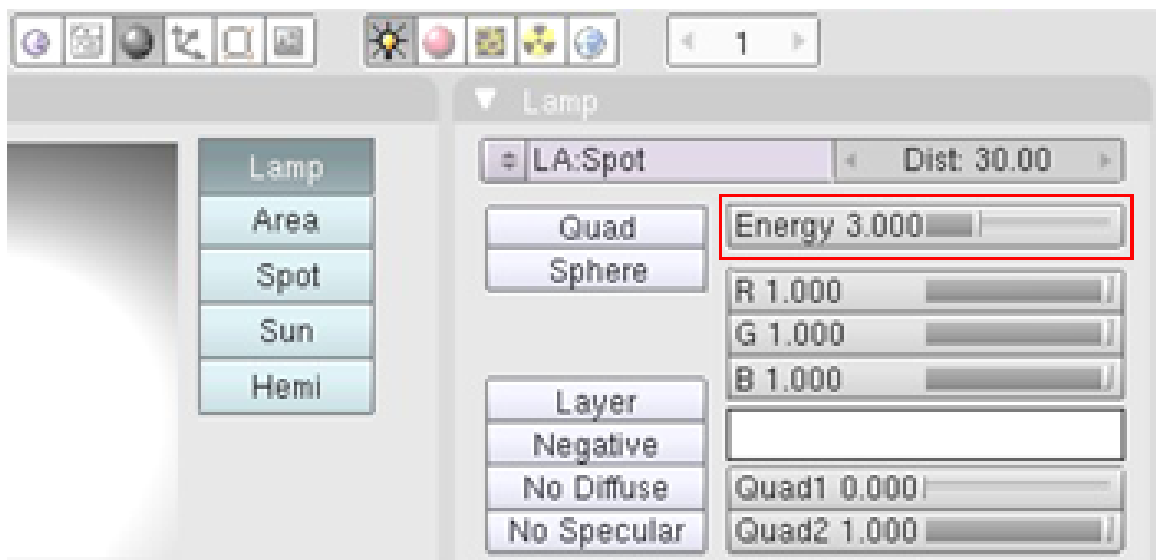 1
Lamp
Lamp
Area
Spot
Sun
Hemi
LA:Spot
Dist: 30.00
Quad
Sphere
Energy 3.000
R 1.000
G 1.000
B 1.000
Layer
Negative
No Diffuse
No Specular
Quad1 0.000
Quad2 1.000